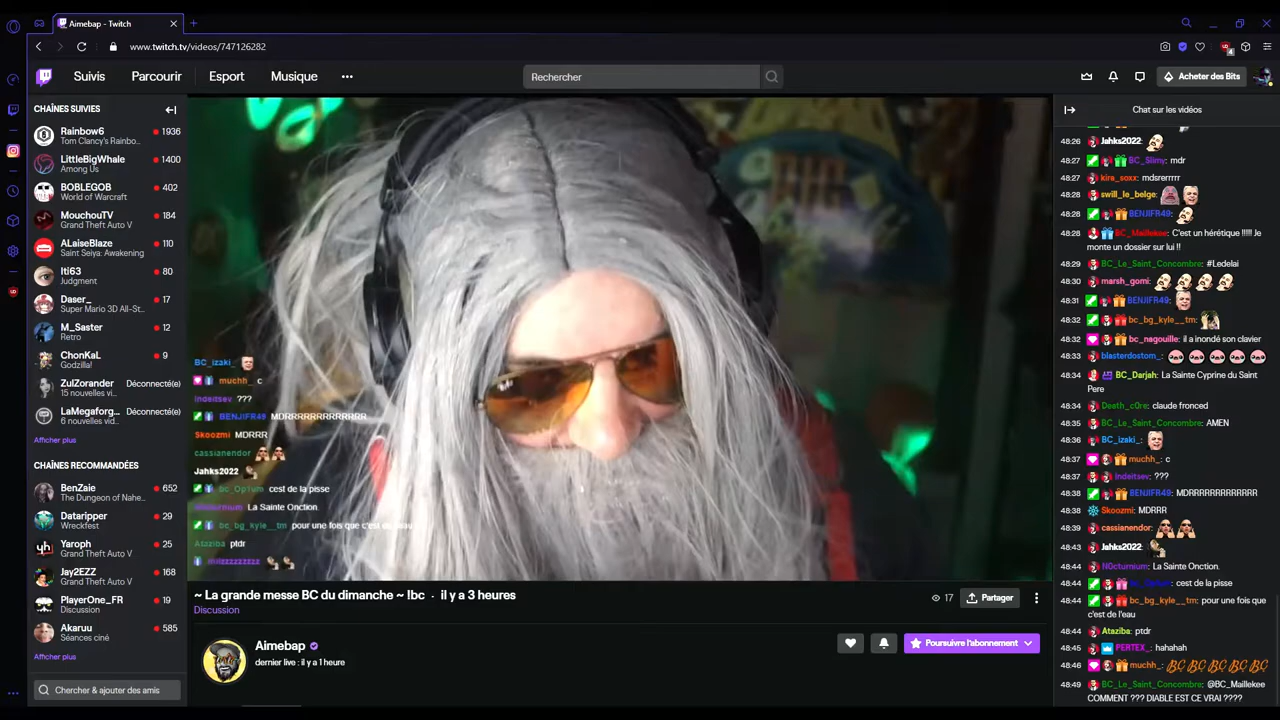 Aimebap - Twitch
www.twitch.tv/videos/747126282
Suivis
Parcourir
Esport
Musique
Rechercher
Acheter des Bits
CHAÎNES SUIVIES
Rainbow6 1936
Tom Clancy's Rainbo...
LittleBigWhale 1400
Among Us
BOBLEGOB 402
World of Warcraft
MouchouTV 184
Grand Theft Auto V
ALaiseBlaze 110
Saint Seiya: Awakening
Iti63 80
Judgment
Daser_ 17
Super Mario 3D All-St...
M_Saster 12
Retro
ChonKaL 9
Godzilla!
ZulZorander Déconnecté(e)
15 nouvelles vid...
LaMegaforg... Déconnecté(e)
6 nouvelles vid...
Afficher plus
CHAÎNES RECOMMANDÉES
BenZaie 652
The Dungeon of Nahe...
Dataripper 29
Wreckfest
Yaroph 25
Grand Theft Auto V
Jay2EZZ 168
Grand Theft Auto V
PlayerOne_FR 19
Discussion
Akaruu 585
Séances ciné
Afficher plus
Chercher & ajouter des amis
BC_izaki_
muchh_: c
Indeitsev ???
BENJIFR49 MDRRRRRRRRRRRRR
Skoozmi MDRRR
cassianendor
Jahks2022
bc_Op1um cest de la pisse
La Sainte Onction.
bc_bg_kyle__tm pour une fois que c'est de
Ataziba ptdr
~ La grande messe BC du dimanche ~ !bc · il y a 3 heures
Discussion
17
Partager
Aimebap
dernier live : il y a 1 heure
Poursuivre l'abonnement
Chat sur les vidéos
48:26 Jahks2022:
48:27 BC_Slimy: mdr
48:27 kira_soxx: mdsrerrrrr
48:28 swill_le_belge:
48:28 BENJIFR49:
48:28 BC_Maillekee: C'est un hérétique !!!!! Je
monte un dossier sur lui !!
48:29 BC_Le_Saint_Concombre: #Ledelai
48:30 marsh_gomi:
48:31 BENJIFR49:
48:32 bc_bg_kyle__tm:
48:32 bc_nagouille: il a inondé son clavier
48:33 blasterdostom_:
48:34 BC_Darjah: La Sainte Cyprine du Saint
Pere
48:34 Death_c0re: claude fronced
48:35 BC_Le_Saint_Concombre: AMEN
48:36 BC_izaki_:
48:37 muchh_: c
48:37 Indeitsev: ???
48:38 BENJIFR49: MDRRRRRRRRRRRRR
48:38 Skoozmi: MDRRR
48:39 cassianendor:
48:43 Jahks2022:
48:44 N0cturnium: La Sainte Onction.
48:44 bc_Op1um: cest de la pisse
48:44 bc_bg_kyle__tm: pour une fois que
c'est de l'eau
48:44 Ataziba: ptdr
48:45 PERTEX_: hahahah
48:46 muchh_: BC BC BC BC BC
48:49 BC_Le_Saint_Concombre: @BC_Maillekee
COMMENT ??? DIABLE EST CE VRAI ????